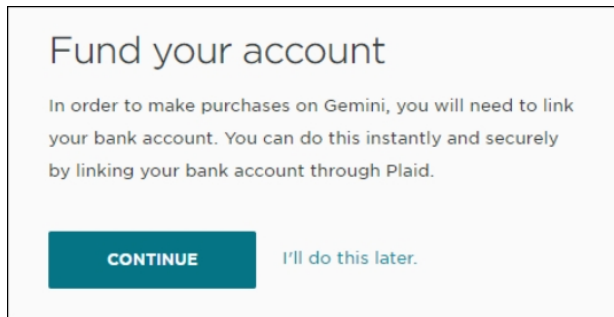 Fund your account
In order to make purchases on Gemini, you will need to link
your bank account. You can do this instantly and securely
by linking your bank account through Plaid.
CONTINUE
I'll do this later.